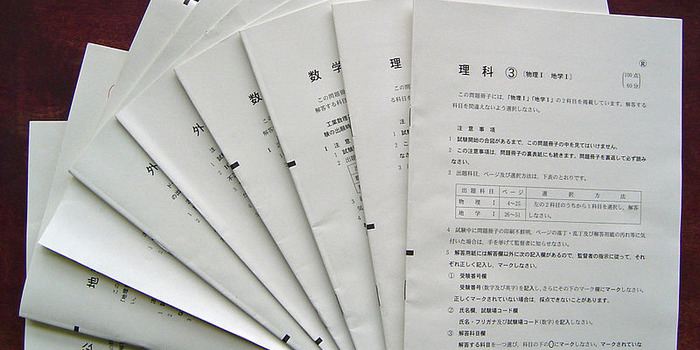 理科 ③ 〔物理Ⅰ 地学Ⅰ〕
100点
60分
この問題冊子には,「物理Ⅰ」「地学Ⅰ」の2科目を掲載しています。解答する
科目を間違えないよう選択しなさい。
注意事項
1 試験開始の合図があるまで,この問題冊子の中を見てはいけません。
2 この注意事項は,問題冊子の裏表紙にも続きます。問題冊子を裏返して必ず読み
なさい。
3 出題科目,ページ及び選択方法は,下表のとおりです。
出題科目 ページ 選択方法
物理Ⅰ 4~25 左の2科目のうちから1科目を選択し,解答
地学Ⅰ 26~51 しなさい。
4 試験中に問題冊子の印刷不鮮明,ページの落丁・乱丁及び解答用紙の汚れ等に気
付いた場合は,手を挙げて監督者に知らせなさい。
5 解答用紙には解答欄以外に次の記入欄があるので,監督者の指示に従って,それ
ぞれ正しく記入し,マークしなさい。
① 受験番号欄
受験番号(数字及び英字)を記入し,さらにその下のマーク欄にマークしなさい。
正しくマークされていない場合は,採点できないことがあります。
② 氏名欄,試験場コード欄
氏名・フリガナ及び試験場コード(数字)を記入しなさい。
③ 解答科目欄
解答する科目を一つ選び,科目の下の0にマークしなさい。マークされていな
理
数学
この問
解答する科
工業数理
験の出題
数
外
外
地